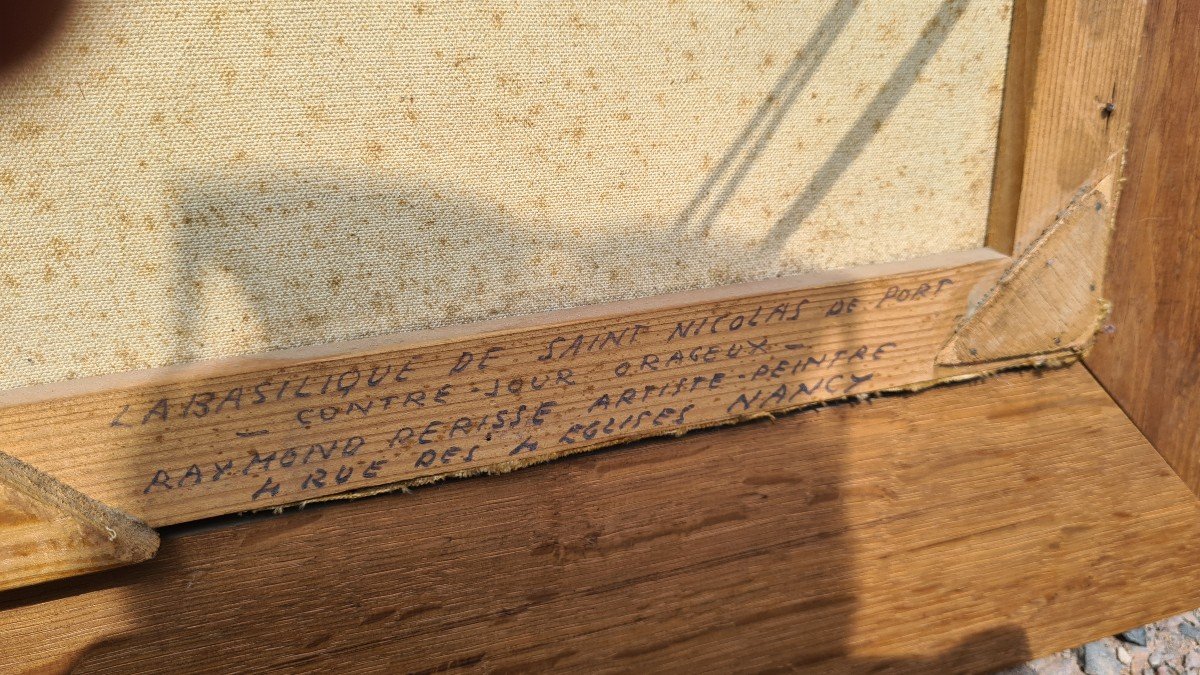 LA BASILIQUE DE SAINT NICOLAS DE PORT
- CONTRE-JOUR ORAGEUX -
RAYMOND PERISSE ARTISTE-PEINTRE
4 RUE DES 4 EGLISES NANCY